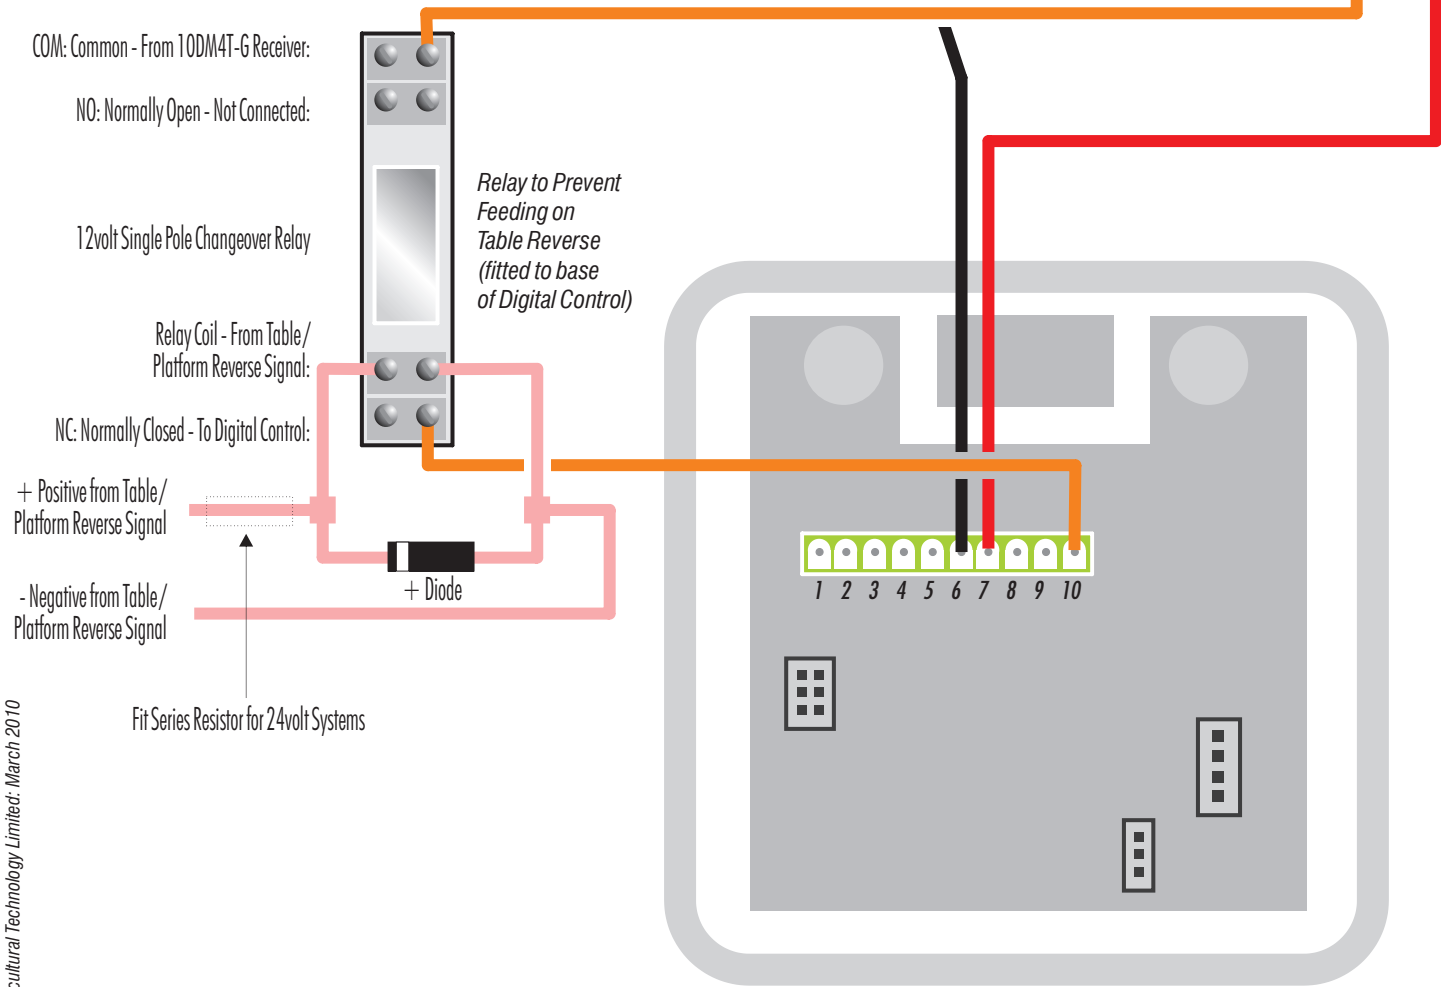 COM: Common - From 10DM4T-G Receiver:
NO: Normally Open - Not Connected:
12volt Single Pole Changeover Relay
Relay Coil - From Table/
Platform Reverse Signal:
NC: Normally Closed - To Digital Control:
+ Positive from Table/
Platform Reverse Signal
- Negative from Table/
Platform Reverse Signal
+ Diode
Fit Series Resistor for 24volt Systems
Relay to Prevent
Feeding on
Table Reverse
(fitted to base
of Digital Control)
1 2 3 4 5 6 7 8 9 10
Technology Limited: March 2010